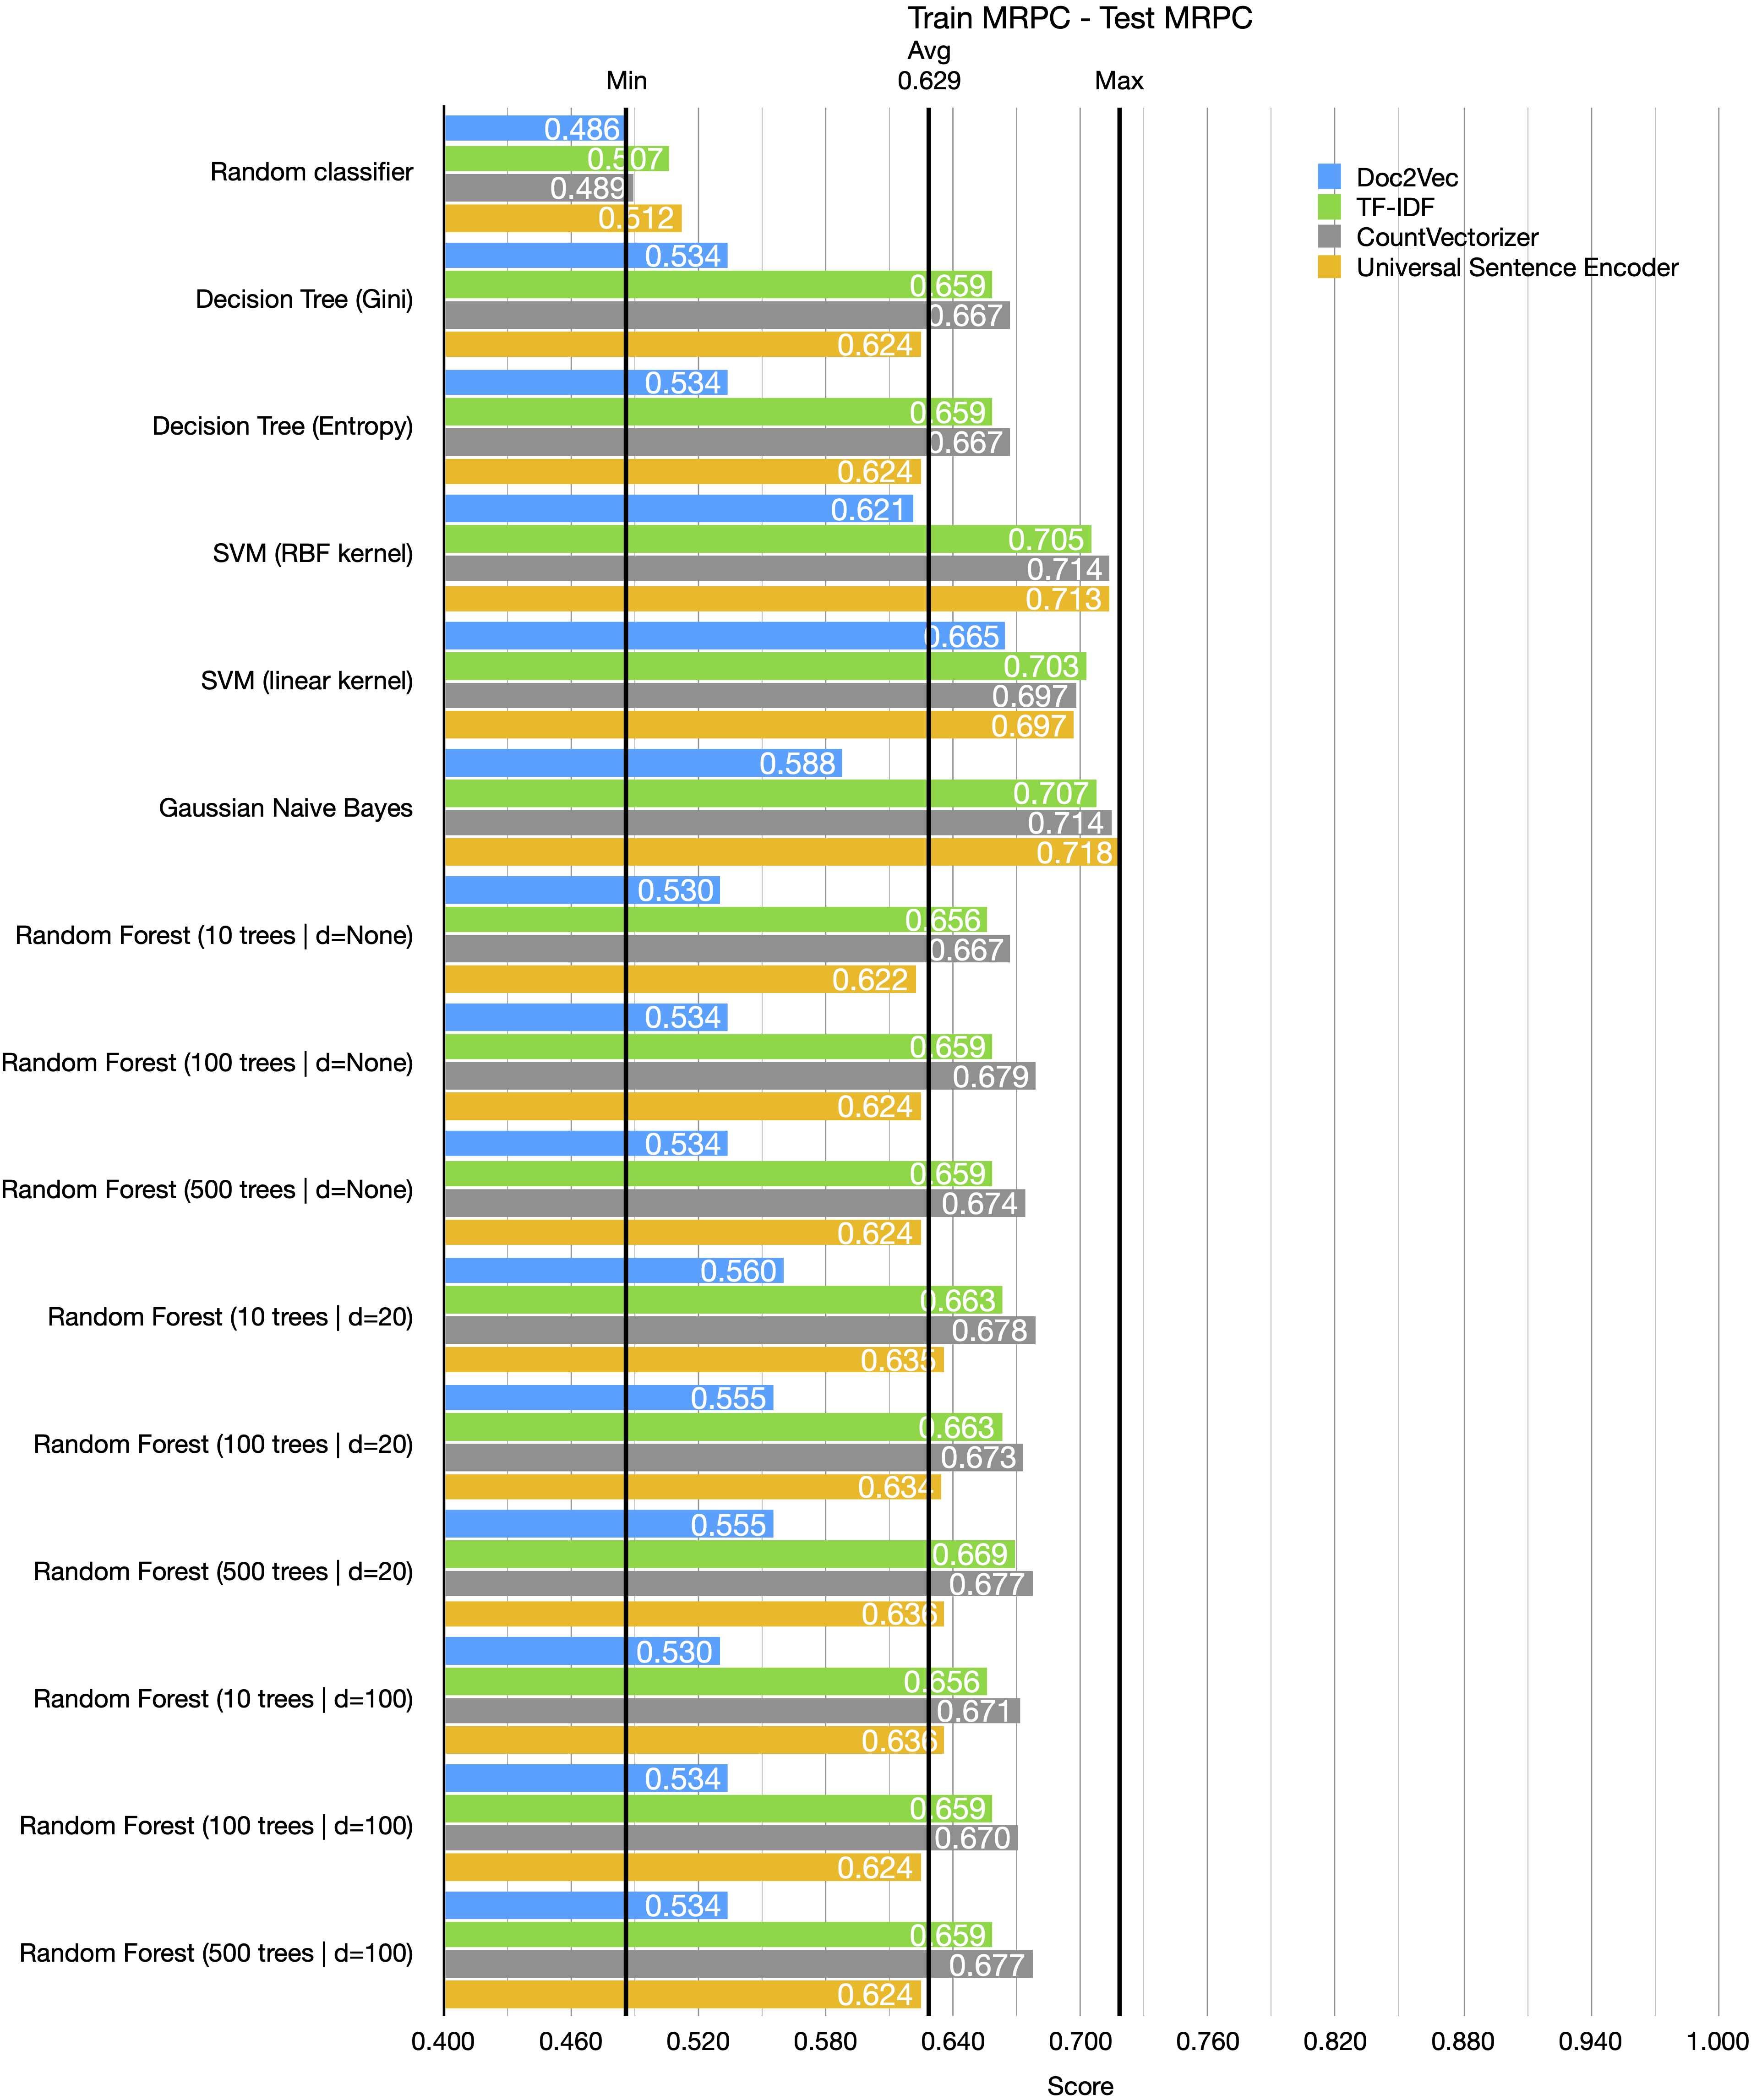 Train MRPC - Test MRPC
Avg
Min 0.629 Max
Doc2Vec
TF-IDF
CountVectorizer
Universal Sentence Encoder
Random classifier
0.486
0.507
0.489
0.512
Decision Tree (Gini)
0.534
0.659
0.667
0.624
Decision Tree (Entropy)
0.534
0.659
0.667
0.624
SVM (RBF kernel)
0.621
0.705
0.714
0.713
SVM (linear kernel)
0.665
0.703
0.697
0.697
Gaussian Naive Bayes
0.588
0.707
0.714
0.718
Random Forest (10 trees | d=None)
0.530
0.656
0.667
0.622
Random Forest (100 trees | d=None)
0.534
0.659
0.679
0.624
Random Forest (500 trees | d=None)
0.534
0.659
0.674
0.624
Random Forest (10 trees | d=20)
0.560
0.663
0.678
0.635
Random Forest (100 trees | d=20)
0.555
0.663
0.673
0.634
Random Forest (500 trees | d=20)
0.555
0.669
0.677
0.636
Random Forest (10 trees | d=100)
0.530
0.656
0.671
0.636
Random Forest (100 trees | d=100)
0.534
0.659
0.670
0.624
Random Forest (500 trees | d=100)
0.534
0.659
0.677
0.624
0.400 0.460 0.520 0.580 0.640 0.700 0.760 0.820 0.880 0.940 1.000
Score